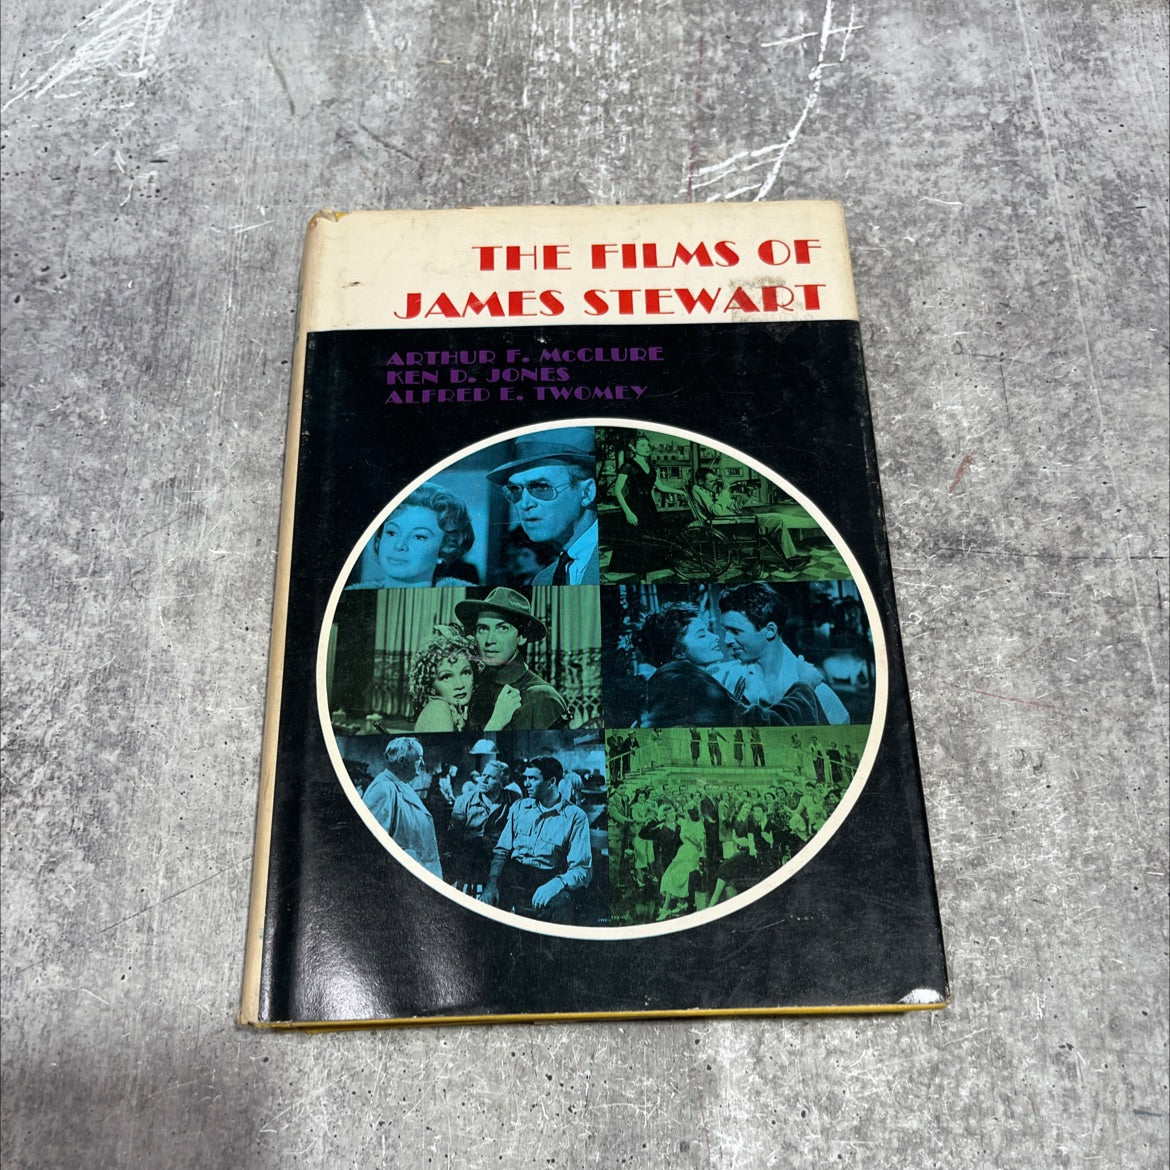 THE FILMS OF
JAMES STEWART
ARTHUR F. McCLURE
KEN D. JONES
ALFRED E. TWOMEY